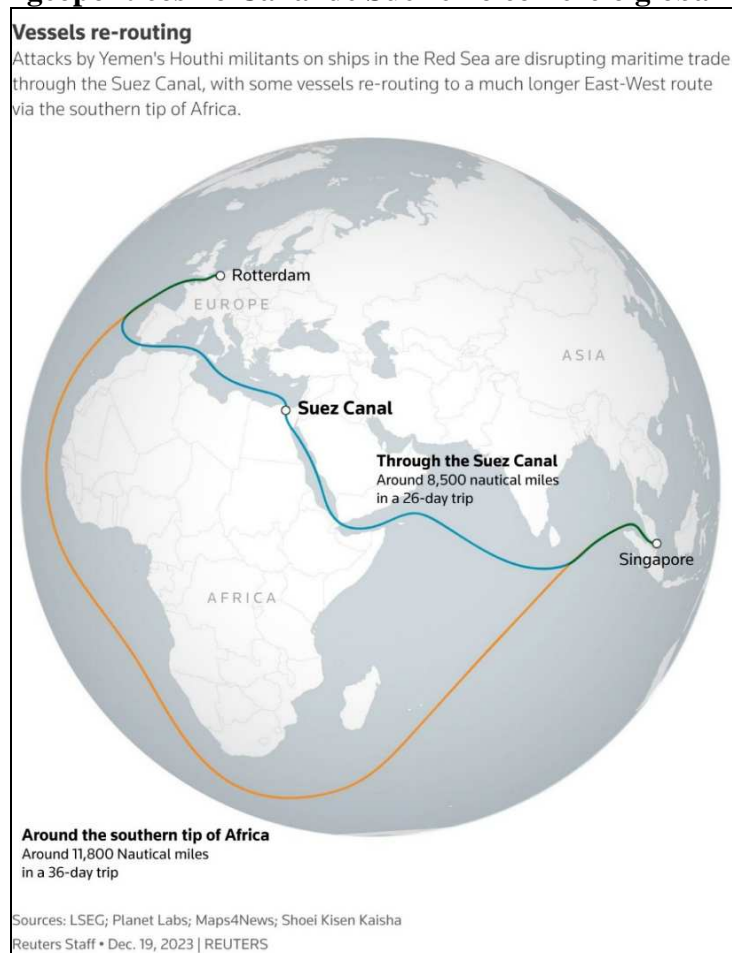 Vessels re-routing
Attacks by Yemen's Houthi militants on ships in the Red Sea are disrupting maritime trade
through the Suez Canal, with some vessels re-routing to a much longer East-West route
via the southern tip of Africa.
Rotterdam
EUROPE
ASIA
Suez Canal
Through the Suez Canal
Around 8,500 nautical miles
in a 26-day trip
Singapore
AFRICA
Around the southern tip of Africa
Around 11,800 Nautical miles
in a 36-day trip
Sources: LSEG; Planet Labs; Maps4News; Shoei Kisen Kaisha
Reuters Staff • Dec. 19, 2023 | REUTERS